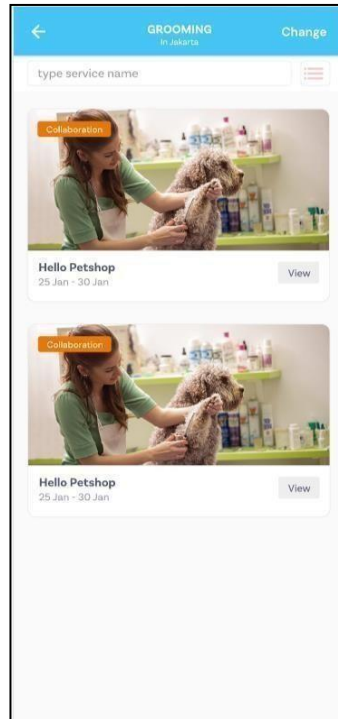 GROOMING
In Jakarta
Change
type service name
Collaboration
Hello Petshop
25 Jan - 30 Jan
View
Collaboration
Hello Petshop
25 Jan - 30 Jan
View